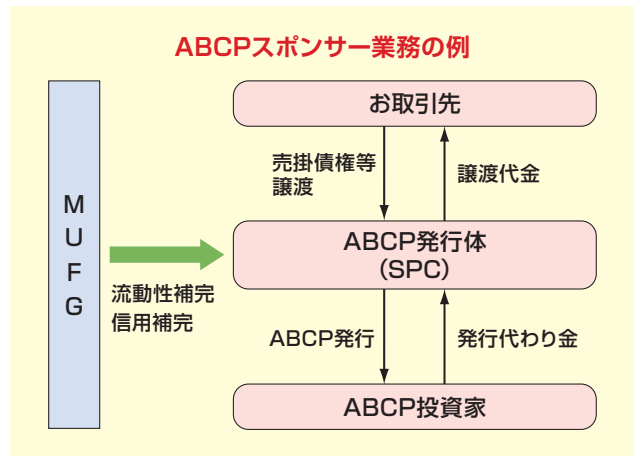 ABCPスポンサー業務の例
お取引先
売掛債権等
譲渡
譲渡代金
MUFG
ABCP発行体
（SPC）
流動性補完
信用補完
ABCP発行
発行代わり金
ABCP投資家